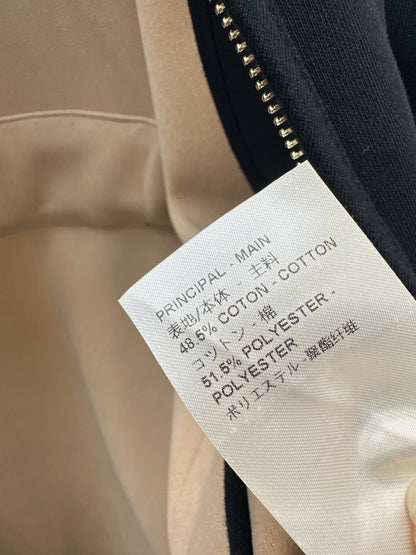 PRINCIPAL - MAIN
表地/本体 - 主料
48.5% COTON - COTTON
コットン - 棉
51.5% POLYESTER -
POLYESTER
ポリエステル - 聚酯纤维